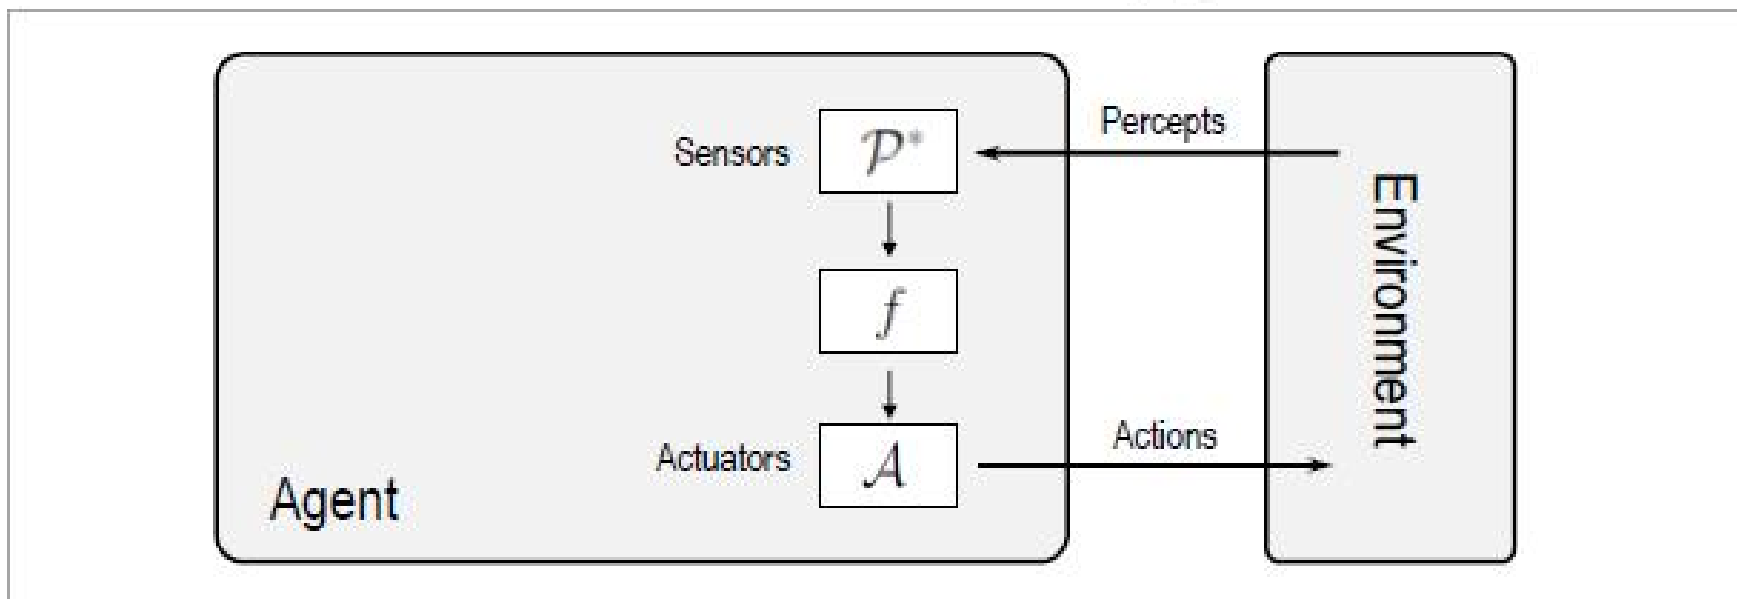 Percepts
Sensors
𝒫*
Environment
f
Actions
Actuators
𝒜
Agent